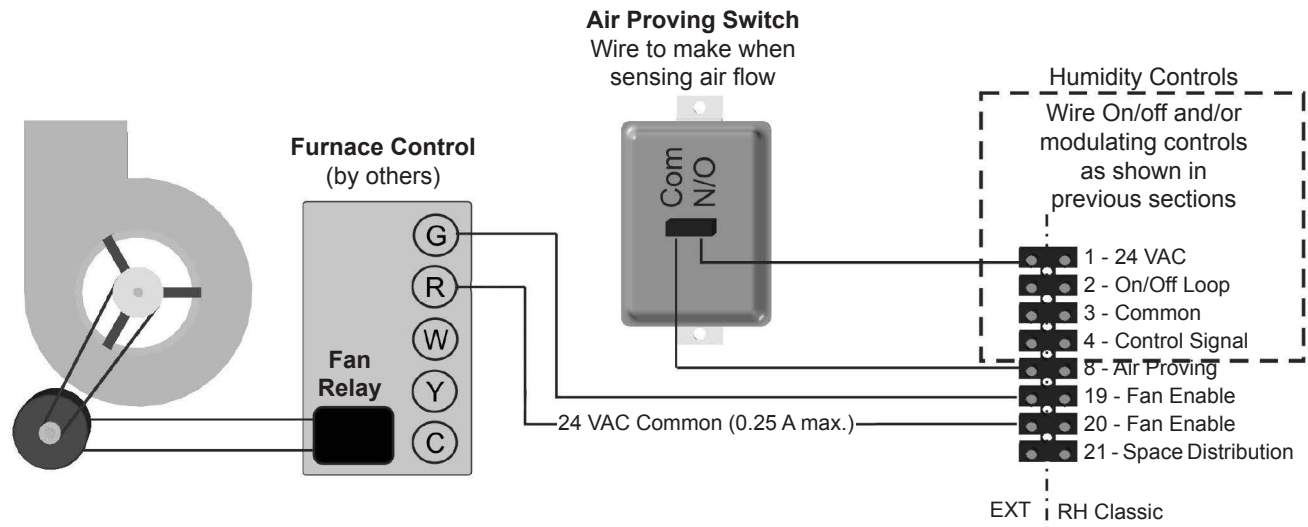 Air Proving Switch
Wire to make when
sensing air flow
Humidity Controls
Wire On/off and/or
modulating controls
as shown in
previous sections
Furnace Control
(by others)
Com
N/O
G
R
W
Y
C
Fan
Relay
24 VAC Common (0.25 A max.)
1 - 24 VAC
2 - On/Off Loop
3 - Common
4 - Control Signal
8 - Air Proving
19 - Fan Enable
20 - Fan Enable
21 - Space Distribution
EXT
RH Classic